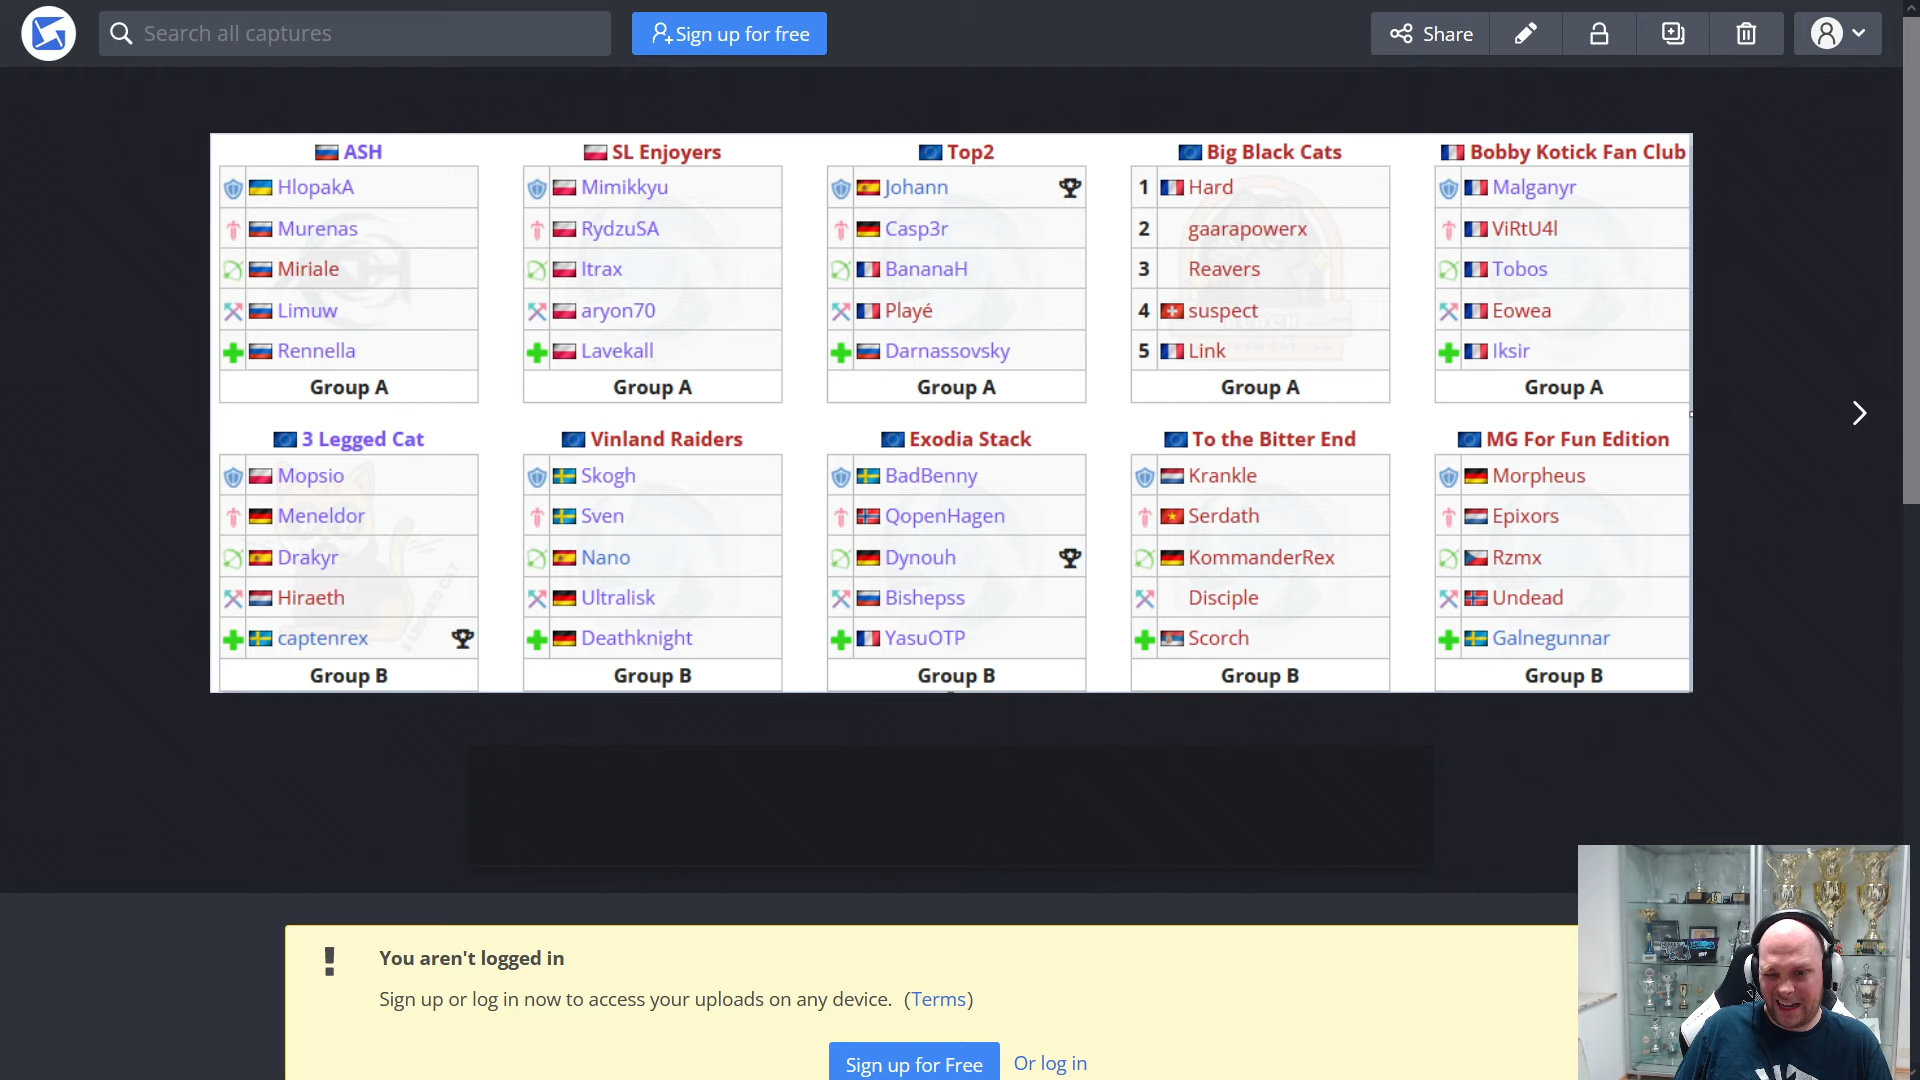 Search all captures
Sign up for free
Share
ASH
HlopakA
Murenas
Miriale
Limuw
Rennella
Group A
SL Enjoyers
Mimikkyu
RydzuSA
Itrax
aryon70
Lavekall
Group A
Top2
Johann
Casp3r
BananaH
Playé
Darnassovsky
Group A
Big Black Cats
1 Hard
2 gaarapowerx
3 Reavers
4 suspect
5 Link
Group A
Bobby Kotick Fan Club
Malganyr
ViRtU4l
Tobos
Eowea
Iksir
Group A
3 Legged Cat
Mopsio
Meneldor
Drakyr
Hiraeth
captenrex
Group B
Vinland Raiders
Skogh
Sven
Nano
Ultralisk
Deathknight
Group B
Exodia Stack
BadBenny
QopenHagen
Dynouh
Bishepss
YasuOTP
Group B
To the Bitter End
Krankle
Serdath
KommanderRex
Disciple
Scorch
Group B
MG For Fun Edition
Morpheus
Epixors
Rzmx
Undead
Galnegunnar
Group B
You aren't logged in
Sign up or log in now to access your uploads on any device. (Terms)
Sign up for Free
Or log in